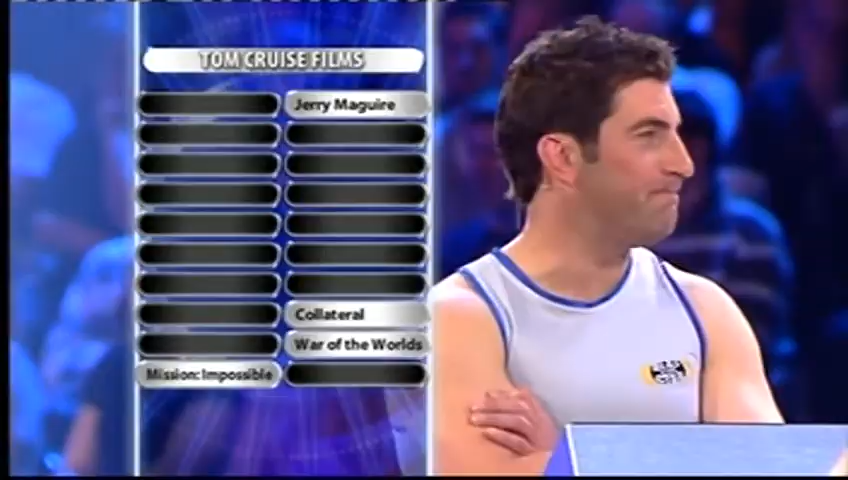 TOM CRUISE FILMS
Jerry Maguire
Collateral
War of the Worlds
Mission: Impossible